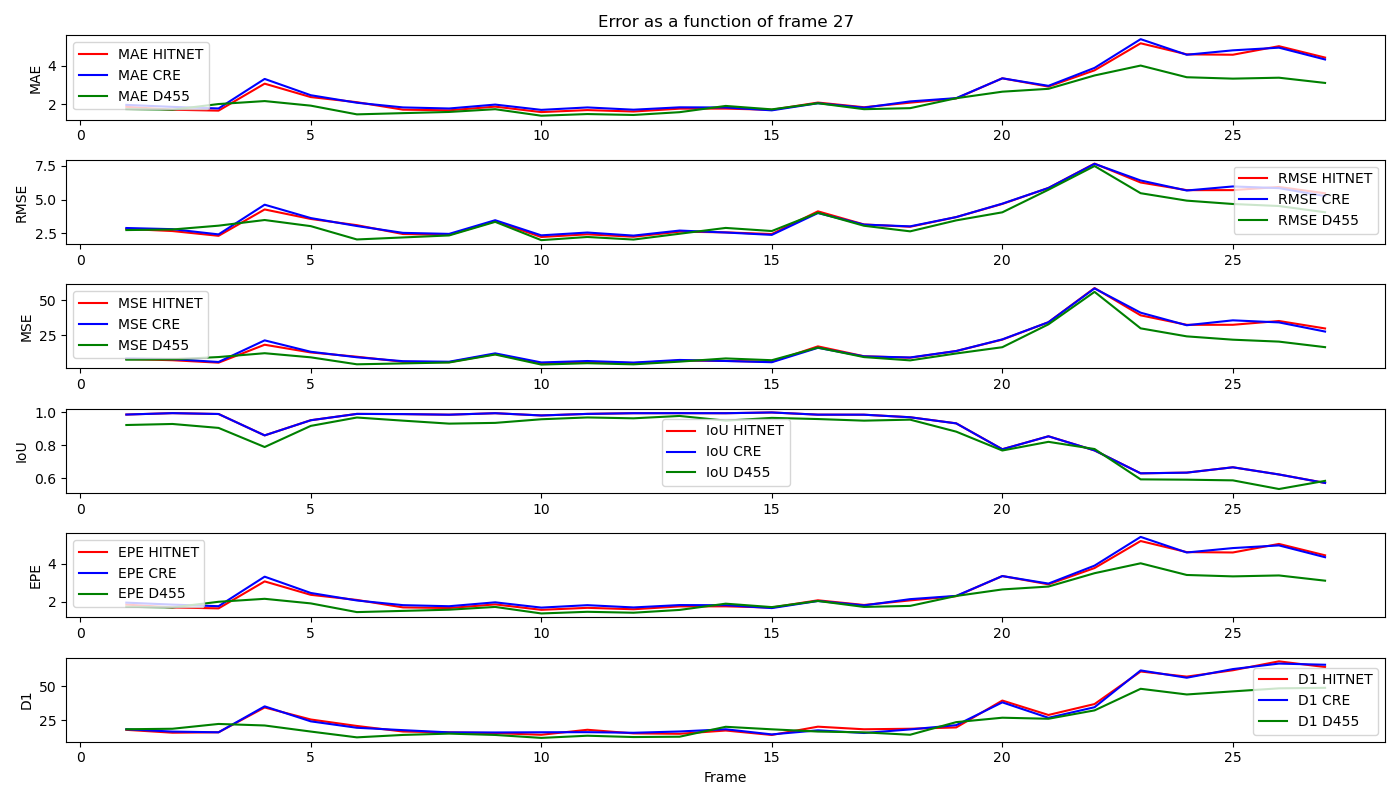 Error as a function of frame 27
MAE
4
2
MAE HITNET
MAE CRE
MAE D455
0 5 10 15 20 25
RMSE
7.5
5.0
2.5
RMSE HITNET
RMSE CRE
RMSE D455
0 5 10 15 20 25
MSE
50
25
MSE HITNET
MSE CRE
MSE D455
0 5 10 15 20 25
IoU
1.0
0.8
0.6
IoU HITNET
IoU CRE
IoU D455
0 5 10 15 20 25
EPE
4
2
EPE HITNET
EPE CRE
EPE D455
0 5 10 15 20 25
D1
50
25
D1 HITNET
D1 CRE
D1 D455
0 5 10 15 20 25
Frame